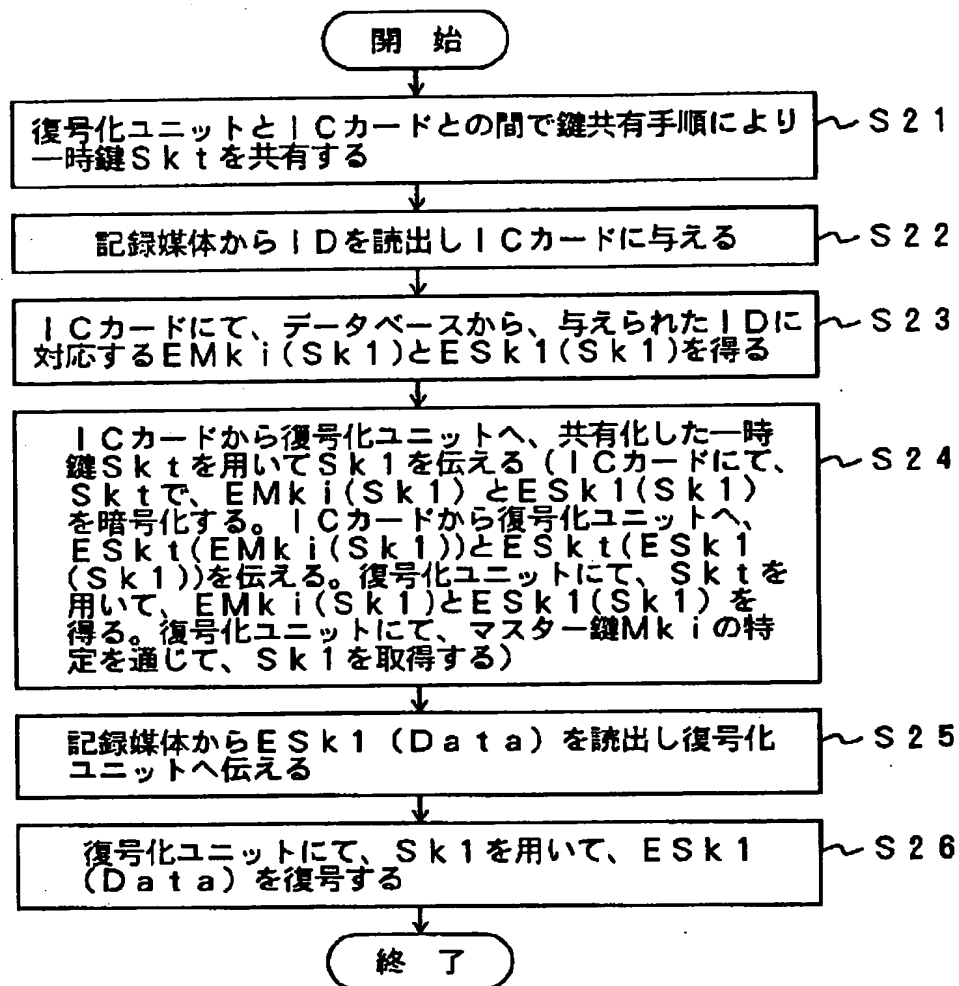 開 始
復号化ユニットとICカードとの間で鍵共有手順により ～S21
一時鍵Sktを共有する
記録媒体からIDを読出しICカードに与える ～S22
ICカードにて、データベースから、与えられたIDに ～S23
対応するEMki(Sk1)とESk1(Sk1)を得る
ICカードから復号化ユニットへ、共有化した一時
鍵Sktを用いてSk1を伝える(ICカードにて、 ～S24
Sktで、EMki(Sk1)とESk1(Sk1)
を暗号化する。ICカードから復号化ユニットへ、
ESkt(EMki(Sk1))とESkt(ESk1
(Sk1))を伝える。復号化ユニットにて、Sktを
用いて、EMki(Sk1)とESk1(Sk1)を
得る。復号化ユニットにて、マスター鍵Mkiの特
定を通じて、Sk1を取得する)
記録媒体からESk1(Data)を読出し復号化 ～S25
ユニットへ伝える
復号化ユニットにて、Sk1を用いて、ESk1 ～S26
(Data)を復号する
終 了